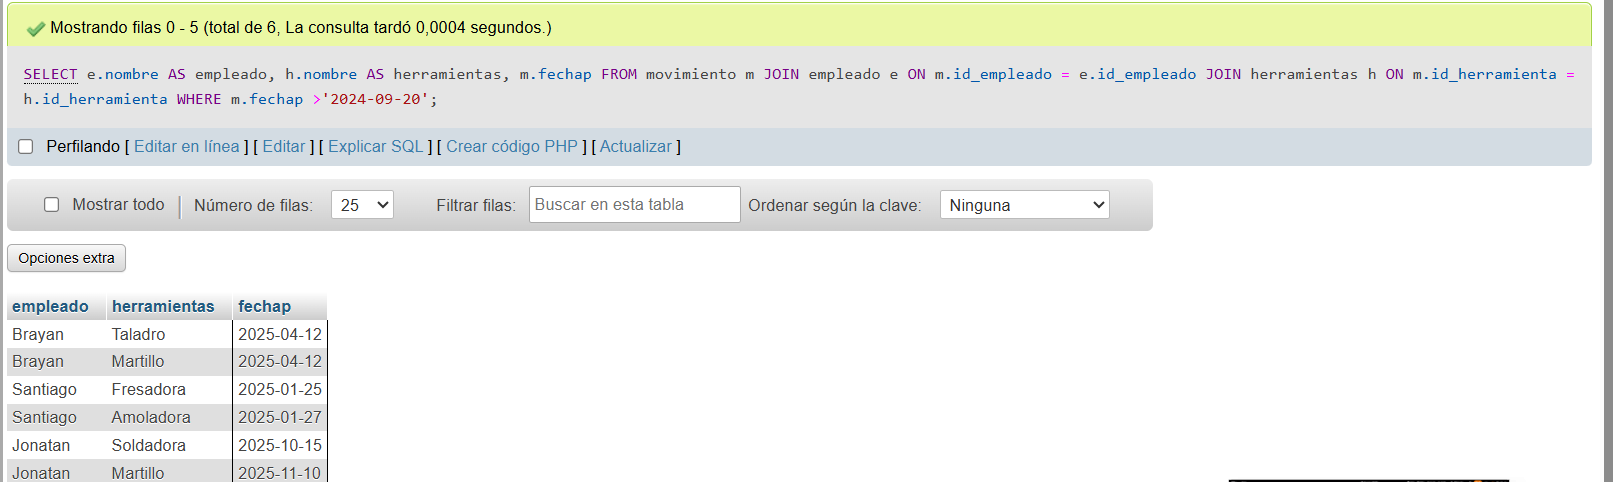 Mostrando filas 0 - 5 (total de 6, La consulta tardó 0,0004 segundos.)
SELECT e.nombre AS empleado, h.nombre AS herramientas, m.fechap FROM movimiento m JOIN empleado e ON m.id_empleado = e.id_empleado JOIN herramientas h ON m.id_herramienta =
h.id_herramienta WHERE m.fechap >'2024-09-20';
Perfilando [ Editar en línea ] [ Editar ] [ Explicar SQL ] [ Crear código PHP ] [ Actualizar ]
Mostrar todo Número de filas: 25 Filtrar filas: Buscar en esta tabla Ordenar según la clave: Ninguna
Opciones extra
empleado herramientas fechap
Brayan Taladro 2025-04-12
Brayan Martillo 2025-04-12
Santiago Fresadora 2025-01-25
Santiago Amoladora 2025-01-27
Jonatan Soldadora 2025-10-15
Jonatan Martillo 2025-11-10